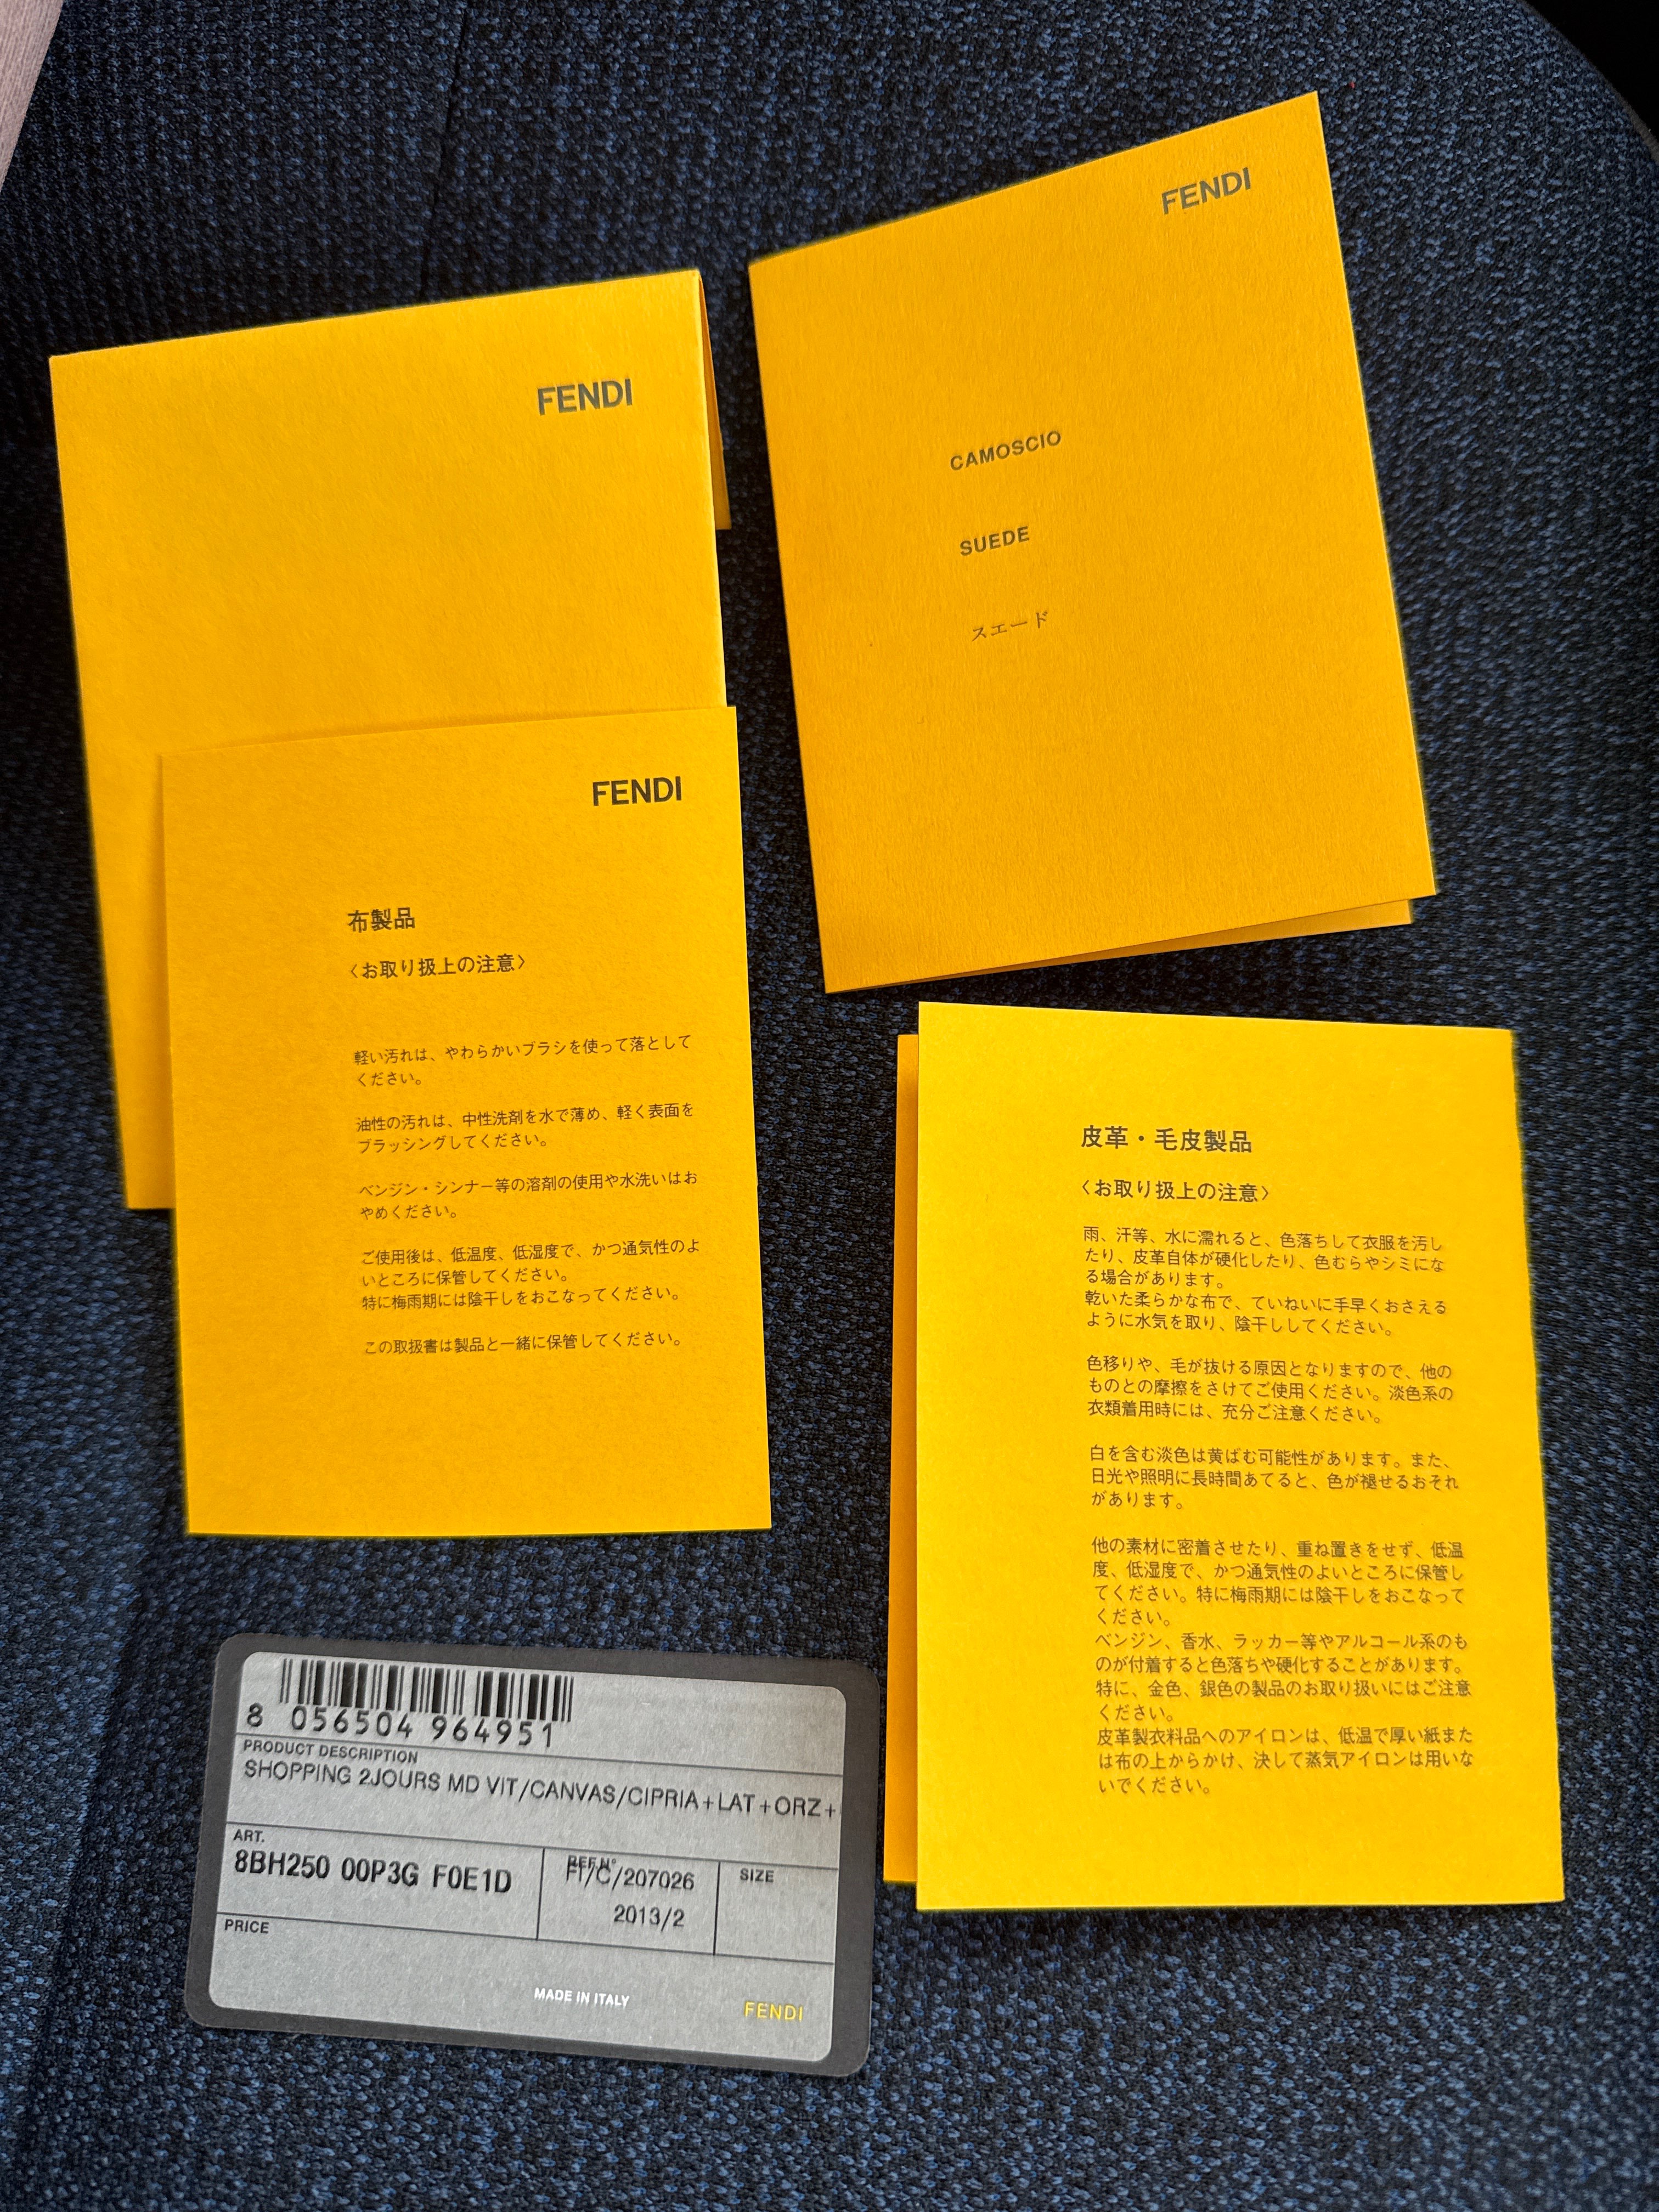 FENDI
FENDI
CAMOSCIO
SUEDE
スエード
FENDI
布製品
〈お取り扱上の注意〉
軽い汚れは、やわらかいブラシを使って落として
ください。
油性の汚れは、中性洗剤を水で薄め、軽く表面を
ブラッシングしてください。
ベンジン・シンナー等の溶剤の使用や水洗いはお
やめください。
ご使用後は、低温度、低湿度で、かつ通気性のよ
いところに保管してください。
特に梅雨期には陰干しをおこなってください。
この取扱書は製品と一緒に保管してください。
皮革・毛皮製品
〈お取り扱上の注意〉
雨、汗等、水に濡れると、色落ちして衣服を汚し
たり、皮革自体が硬化したり、色むらやシミにな
る場合があります。
乾いた柔らかな布で、ていねいに手早くおさえる
ように水気を取り、陰干ししてください。
色移りや、毛が抜ける原因となりますので、他の
ものとの摩擦をさけてご使用ください。淡色系の
衣類着用時には、充分ご注意ください。
白を含む淡色は黄ばむ可能性があります。また、
日光や照明に長時間あてると、色が褪せるおそれ
があります。
他の素材に密着させたり、重ね置きをせず、低温
度、低湿度で、かつ通気性のよいところに保管し
てください。特に梅雨期には陰干しをおこなって
ください。
ベンジン、香水、ラッカー等やアルコール系のも
のが付着すると色落ちや硬化することがあります。
特に、金色、銀色の製品のお取り扱いにはご注意
ください。
皮革製衣料品へのアイロンは、低温で厚い紙また
は布の上からかけ、決して蒸気アイロンは用いな
いでください。
8 056504 964951
PRODUCT DESCRIPTION
SHOPPING 2JOURS MD VIT/CANVAS/CIPRIA+LAT+ORZ+
ART.
8BH250 00P3G F0E1D
REF.N°
FI/C/207026
2013/2
SIZE
PRICE
MADE IN ITALY
FENDI